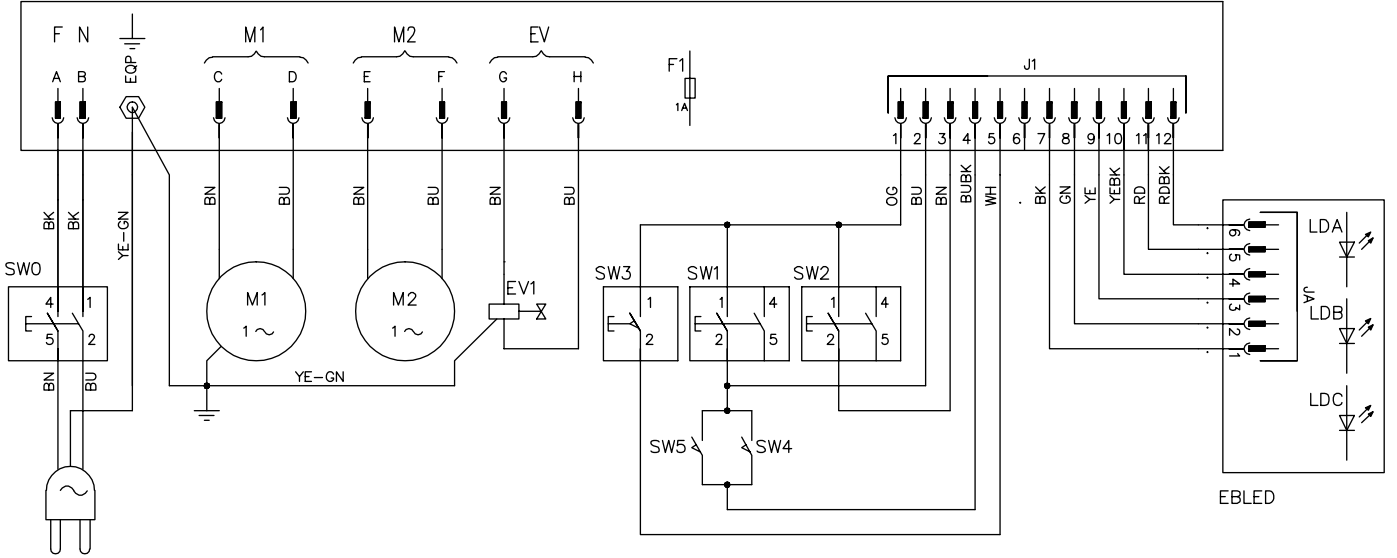 F N M1 M2 EV
EQP
A B C D E F G H
F1
1A
J1
1 2 3 4 5 6 7 8 9 10 11 12
BK BK YE-GN BN BU BN BU BN BU
OG BU BN BUBK WH . BK GN YE YEBK RD RDBK
SW0
4 1
5 2
BN BU
M1
1~
M2
1~
EV1
YE-GN
SW3
1
2
SW1
1 4
2 5
SW2
1 4
2 5
SW5 SW4
6
5
4
3
2
1
JA
LDA
LDB
LDC
EBLED